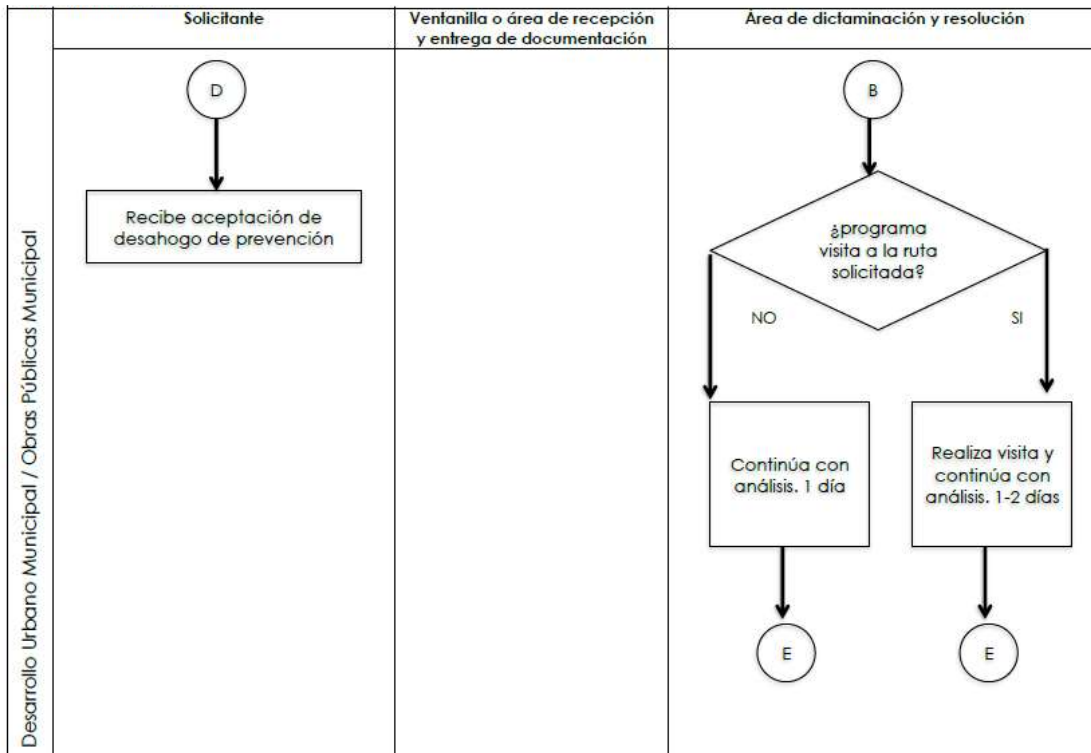 Solicitante
Ventanilla o área de recepción
y entrega de documentación
Área de dictaminación y resolución
Desarrollo Urbano Municipal / Obras Públicas Municipal
D
Recibe aceptación de
desahogo de prevención
B
¿programa
visita a la ruta
solicitada?
NO
SI
Continúa con
análisis. 1 día
Realiza visita y
continúa con
análisis. 1-2 días
E
E